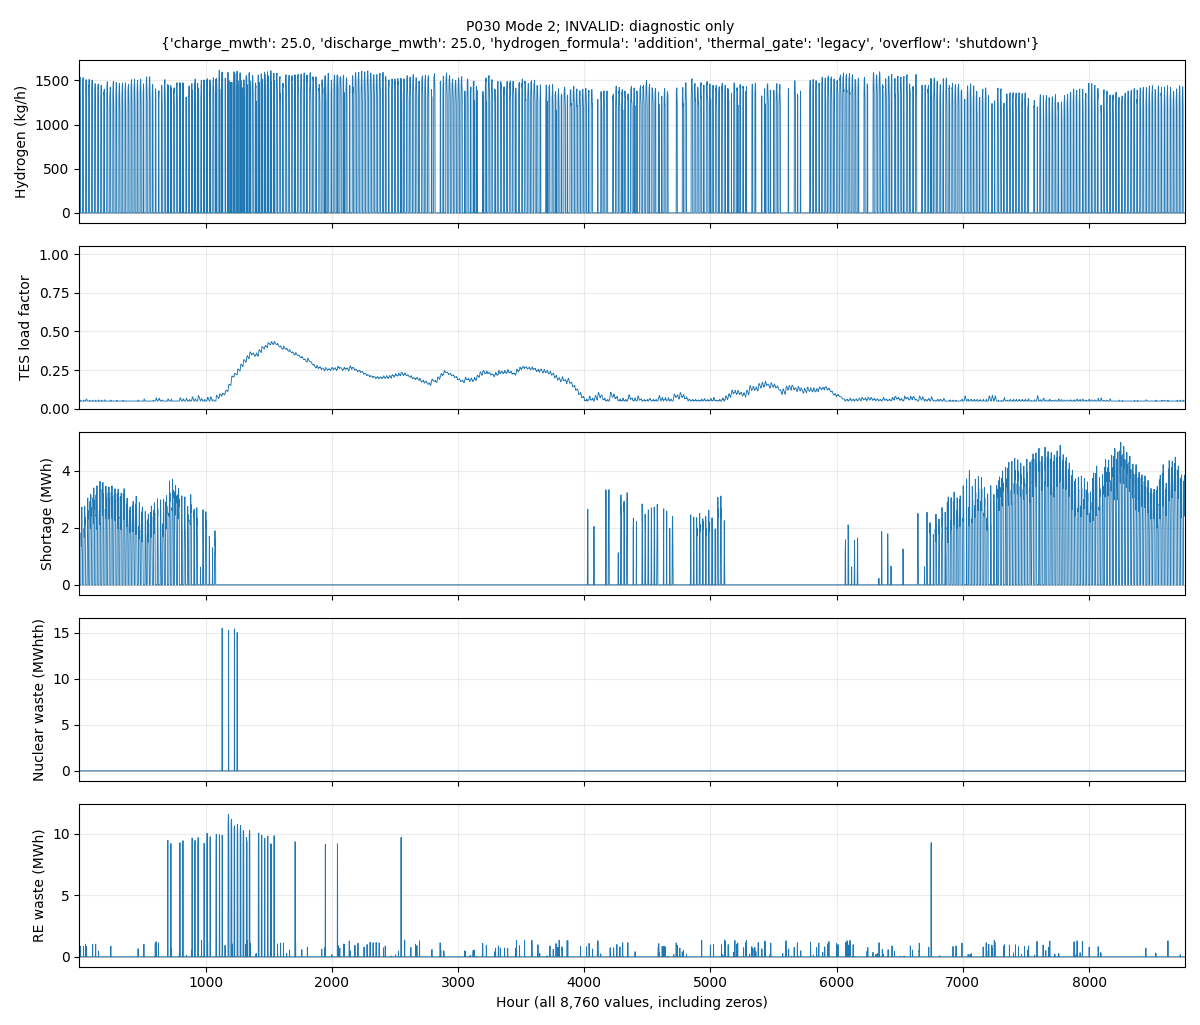 P030 Mode 2; INVALID: diagnostic only
{'charge_mwth': 25.0, 'discharge_mwth': 25.0, 'hydrogen_formula': 'addition', 'thermal_gate': 'legacy', 'overflow': 'shutdown'}
Hydrogen (kg/h)
1500
1000
500
0
TES load factor
1.00
0.75
0.50
0.25
0.00
Shortage (MWh)
4
2
0
Nuclear waste (MWhth)
15
10
5
0
RE waste (MWh)
10
5
0
1000 2000 3000 4000 5000 6000 7000 8000
Hour (all 8,760 values, including zeros)